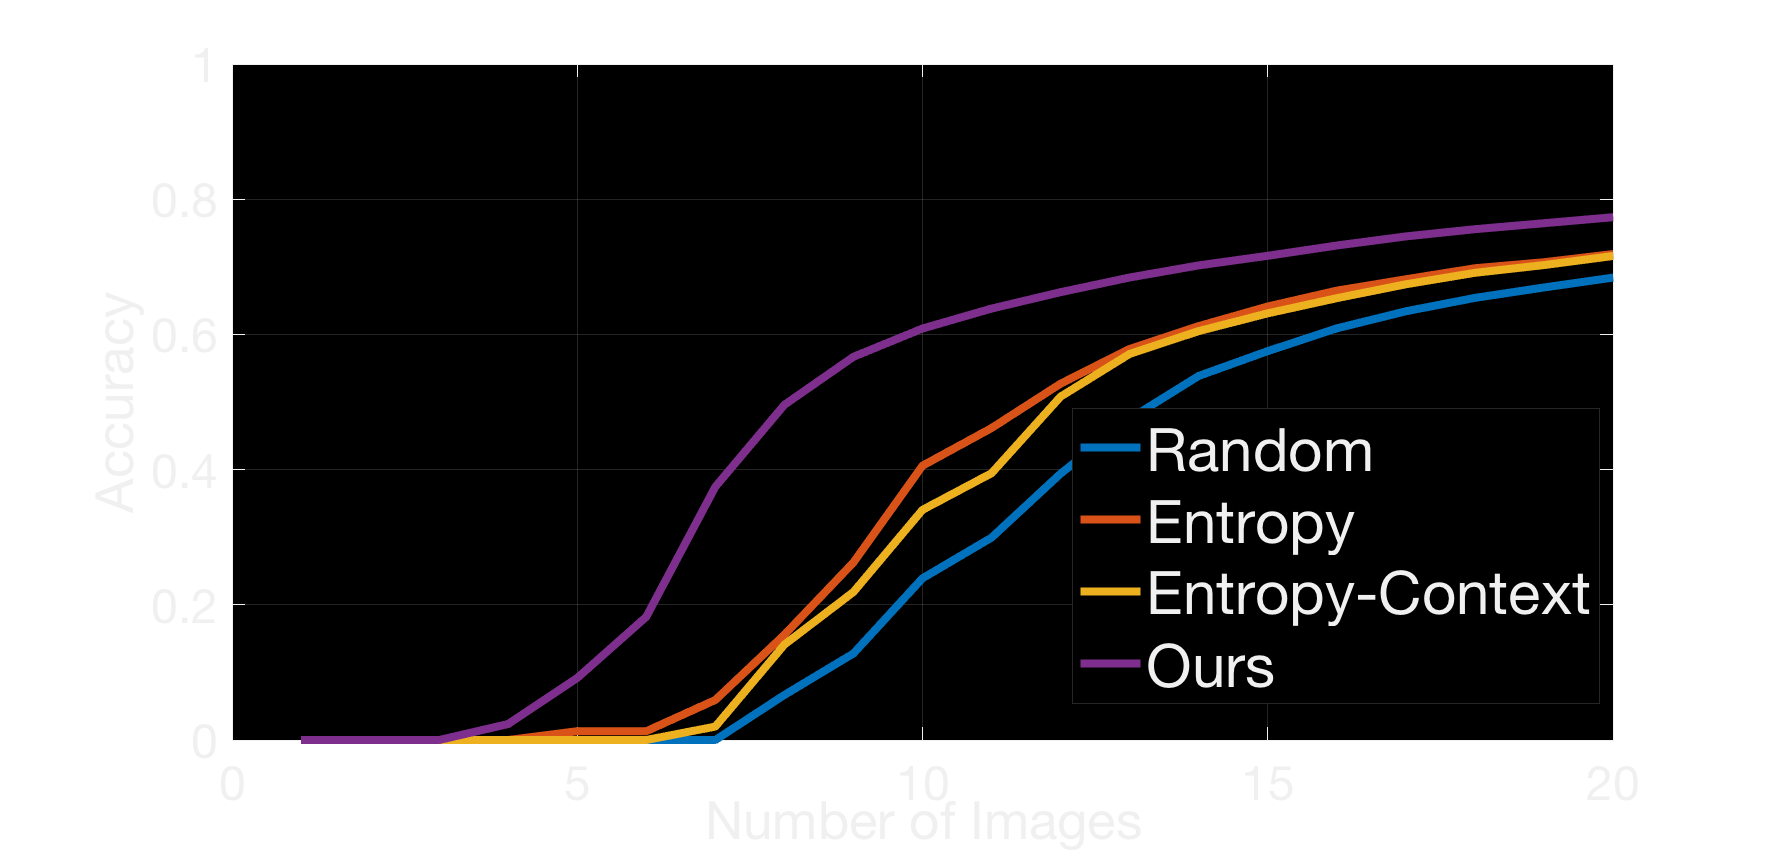 1
0.8
0.6
0.4
0.2
0
Accuracy
Random
Entropy
Entropy-Context
Ours
0 5 10 15 20
Number of Images